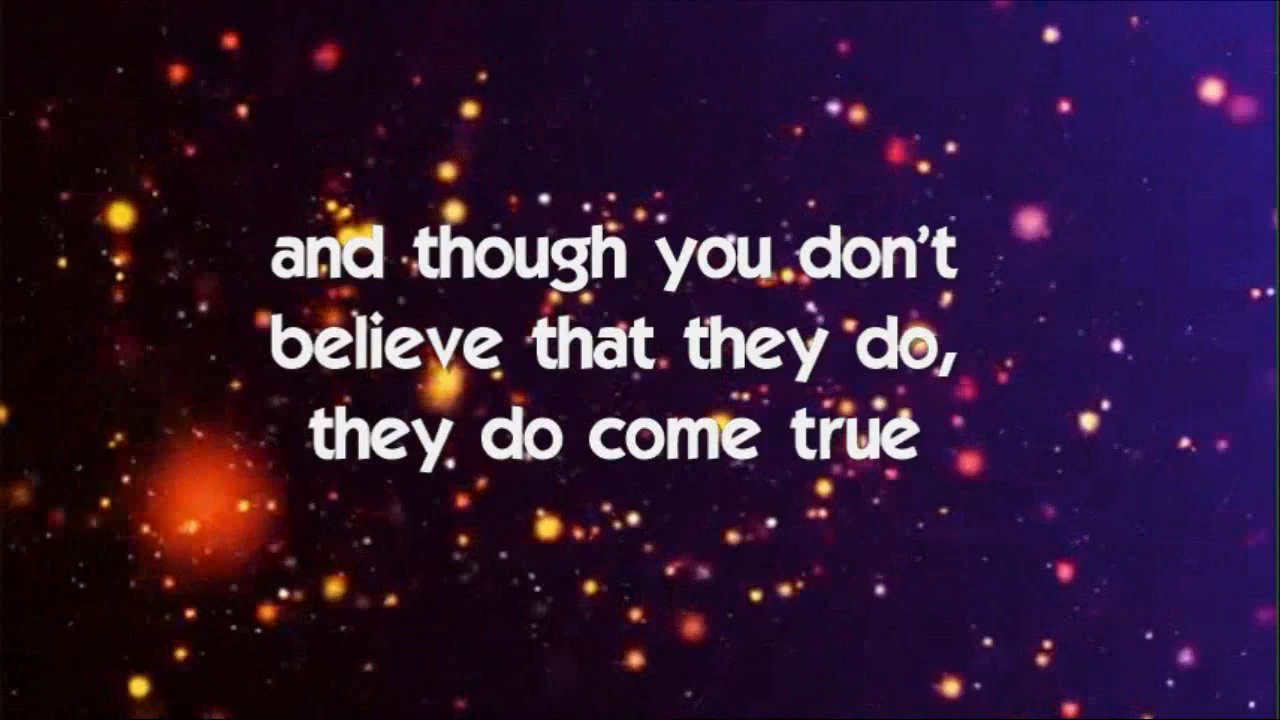 and though you don't
believe that they do,
they do come true